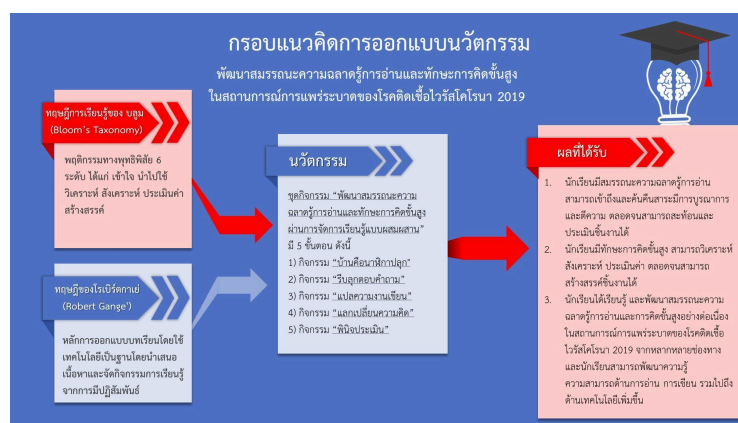 กรอบแนวคิดการออกแบบนวัตกรรม
พัฒนาสมรรถนะความฉลาดรู้การอ่านและทักษะการคิดขั้นสูง
ในสถานการณ์การแพร่ระบาดของโรคติดเชื้อไวรัสโคโรนา 2019
ทฤษฎีการเรียนรู้ของ บลูม
(Bloom's Taxonomy)
พฤติกรรมทางพุทธิพิสัย 6
ระดับ ได้แก่ เข้าใจ นำไปใช้
วิเคราะห์ สังเคราะห์ ประเมินค่า
สร้างสรรค์
ทฤษฎีของโรเบิร์ตกาเย่
(Robert Gange')
หลักการออกแบบบทเรียนโดยใช้
เทคโนโลยีเป็นฐานโดยนำเสนอ
เนื้อหาและจัดกิจกรรมการเรียนรู้
จากการมีปฏิสัมพันธ์
นวัตกรรม
ชุดกิจกรรม "พัฒนาสมรรถนะความ
ฉลาดรู้การอ่านและทักษะการคิดขั้นสูง
ผ่านการจัดการเรียนรู้แบบผสมผสาน"
มี 5 ขั้นตอน ดังนี้
1) กิจกรรม "บ้านคือนาฬิกาปลุก"
2) กิจกรรม "รีบลุกตอบคำถาม"
3) กิจกรรม "แปลความงานเขียน"
4) กิจกรรม "แลกเปลี่ยนความคิด"
5) กิจกรรม "พินิจประเมิน"
ผลที่ได้รับ
1. นักเรียนมีสมรรถนะความฉลาดรู้การอ่าน
สามารถเข้าถึงและค้นคืนสาระมีการบูรณาการ
และตีความ ตลอดจนสามารถสะท้อนและ
ประเมินชิ้นงานได้
2. นักเรียนมีทักษะการคิดขั้นสูง สามารถวิเคราะห์
สังเคราะห์ ประเมินค่า ตลอดจนสามารถ
สร้างสรรค์ชิ้นงานได้
3. นักเรียนได้เรียนรู้ และพัฒนาสมรรถนะความ
ฉลาดรู้การอ่านและการคิดขั้นสูงอย่างต่อเนื่อง
ในสถานการณ์การแพร่ระบาดของโรคติดเชื้อ
ไวรัสโคโรนา 2019 จากหลากหลายช่องทาง
และนักเรียนสามารถพัฒนาความรู้
ความสามารถด้านการอ่าน การเขียน รวมไปถึง
ด้านเทคโนโลยีเพิ่มขึ้น